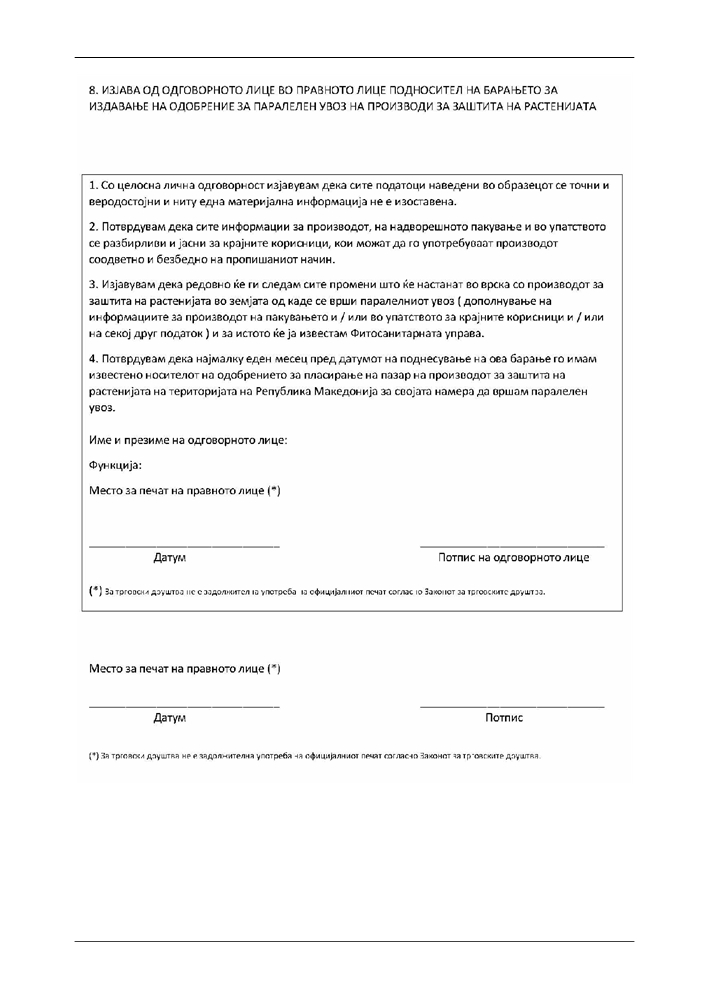 8. ИЗЈАВА ОД ОДГОВОРНОТО ЛИЦЕ ВО ПРАВНОТО ЛИЦЕ ПОДНОСИТЕЛ НА БАРАЊЕТО ЗА
ИЗДАВАЊЕ НА ОДОБРЕНИЕ ЗА ПАРАЛЕЛЕН УВОЗ НА ПРОИЗВОДИ ЗА ЗАШТИТА НА РАСТЕНИЈАТА
1. Со целосна лична одговорност изјавувам дека сите податоци наведени во образецот се точни и
веродостојни и ниту една материјална информација не е изоставена.
2. Потврдувам дека сите информации за производот, на надворешното пакување и во упатството
се разбирливи и јасни за крајните корисници, кои можат да го употребуваат производот
соодветно и безбедно на пропишаниот начин.
3. Изјавувам дека редовно ќе ги следам сите промени што ќе настанат во врска со производот за
заштита на растенијата во земјата од каде се врши паралелниот увоз ( дополнување на
информациите за производот на пакувањето и / или во упатството за крајните корисници и / или
на секој друг податок ) и за истото ќе ја известам Фитосанитарната управа.
4. Потврдувам дека најмалку еден месец пред датумот на поднесување на ова барање го имам
известено носителот на одобрението за пласирање на пазар на производот за заштита на
растенијата на територијата на Република Македонија за својата намера да вршам паралелен
увоз.
Име и презиме на одговорното лице:
Функција:
Место за печат на правното лице (*)
Датум Потпис на одговорното лице
(*) За трговски друштва не е задолжителна употреба на официјалниот печат согласно Законот за трговските друштва.
Место за печат на правното лице (*)
Датум Потпис
(*) За трговски друштва не е задолжителна употреба на официјалниот печат согласно Законот за трговските друштва.